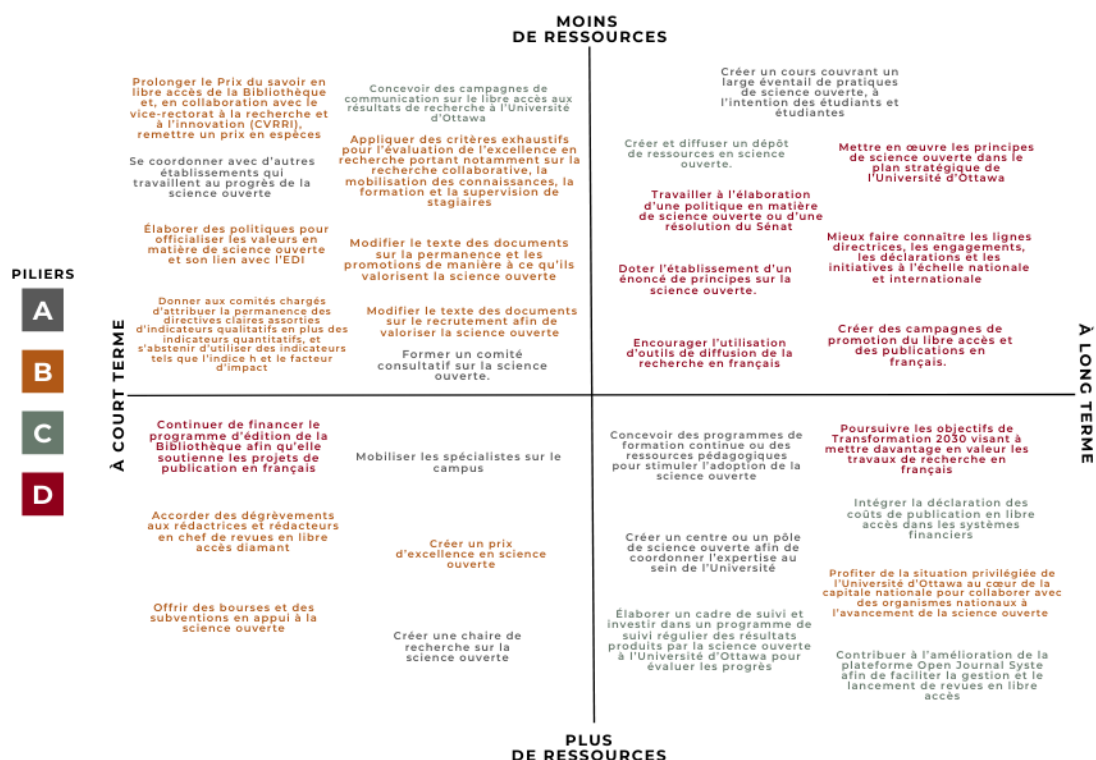 MOINS
DE RESSOURCES
Prolonger le Prix du savoir en
libre accès de la Bibliothèque
et, en collaboration avec le
vice-rectorat à la recherche et
à l'innovation (CVRRI),
remettre un prix en espèces
Concevoir des campagnes de
communication sur le libre accès aux
résultats de recherche à l'Université
d'Ottawa
Se coordonner avec d'autres
établissements qui
travaillent au progrès de la
science ouverte
Appliquer des critères exhaustifs
pour l'évaluation de l'excellence en
recherche portant notamment sur la
recherche collaborative, la
mobilisation des connaissances, la
formation et la supervision de
stagiaires
Élaborer des politiques pour
officialiser les valeurs en
matière de science ouverte
et son lien avec l'EDI
Modifier le texte des documents
sur la permanence et les
promotions de manière à ce qu'ils
valorisent la science ouverte
Donner aux comités chargés
d'attribuer la permanence des
directives claires assorties
d'indicateurs qualitatifs en plus des
indicateurs quantitatifs, et
s'abstenir d'utiliser des indicateurs
tels que l'indice h et le facteur
d'impact
Modifier le texte des documents
sur le recrutement afin de
valoriser la science ouverte
Former un comité
consultatif sur la science
ouverte.
Créer un cours couvrant un
large éventail de pratiques
de science ouverte, à
l'intention des étudiants et
étudiantes
Créer et diffuser un dépôt
de ressources en science
ouverte.
Mettre en œuvre les principes
de science ouverte dans le
plan stratégique de
l'Université d'Ottawa
Travailler à l'élaboration
d'une politique en matière
de science ouverte ou d'une
résolution du Sénat
Mieux faire connaître les lignes
directrices, les engagements,
les déclarations et les
initiatives à l'échelle nationale
et internationale
Doter l'établissement d'un
énoncé de principes sur la
science ouverte.
Encourager l'utilisation
d'outils de diffusion de la
recherche en français
Créer des campagnes de
promotion du libre accès et
des publications en
français.
PILIERS
A
B
C
D
À COURT TERME
À LONG TERME
Continuer de financer le
programme d'édition de la
Bibliothèque afin qu'elle
soutienne les projets de
publication en français
Mobiliser les spécialistes sur le
campus
Accorder des dégrèvements
aux rédactrices et rédacteurs
en chef de revues en libre
accès diamant
Créer un prix
d'excellence en science
ouverte
Offrir des bourses et des
subventions en appui à la
science ouverte
Créer une chaire de
recherche sur la
science ouverte
Concevoir des programmes de
formation continue ou des
ressources pédagogiques
pour stimuler l'adoption de la
science ouverte
Poursuivre les objectifs de
Transformation 2030 visant à
mettre davantage en valeur les
travaux de recherche en
français
Intégrer la déclaration des
coûts de publication en libre
accès dans les systèmes
financiers
Créer un centre ou un pôle
de science ouverte afin de
coordonner l'expertise au
sein de l'Université
Profiter de la situation privilégiée de
l'Université d'Ottawa au cœur de la
capitale nationale pour collaborer avec
des organismes nationaux à
l'avancement de la science ouverte
Élaborer un cadre de suivi et
investir dans un programme de
suivi régulier des résultats
produits par la science ouverte
à l'Université d'Ottawa pour
évaluer les progrès
Contribuer à l'amélioration de la
plateforme Open Journal Syste
afin de faciliter la gestion et le
lancement de revues en libre
accès
PLUS
DE RESSOURCES